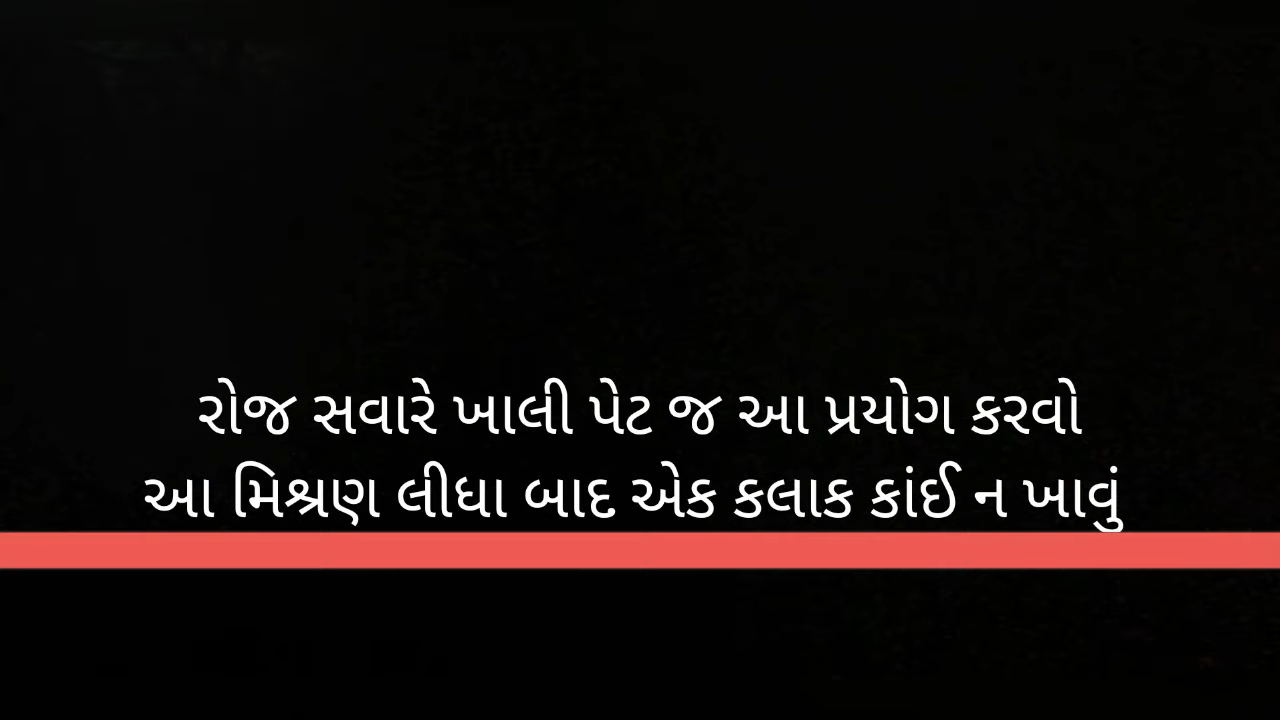 રોજ સવારે ખાલી પેટ જ આ પ્રયોગ કરવો
આ મિશ્રણ લીધા બાદ એક કલાક કાંઈ ન ખાવું